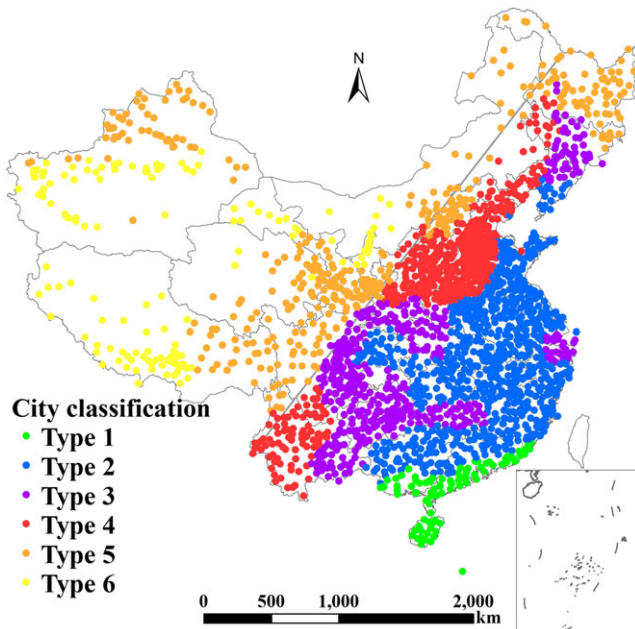 N
City classification
Type 1
Type 2
Type 3
Type 4
Type 5
Type 6
0 500 1,000 2,000
km